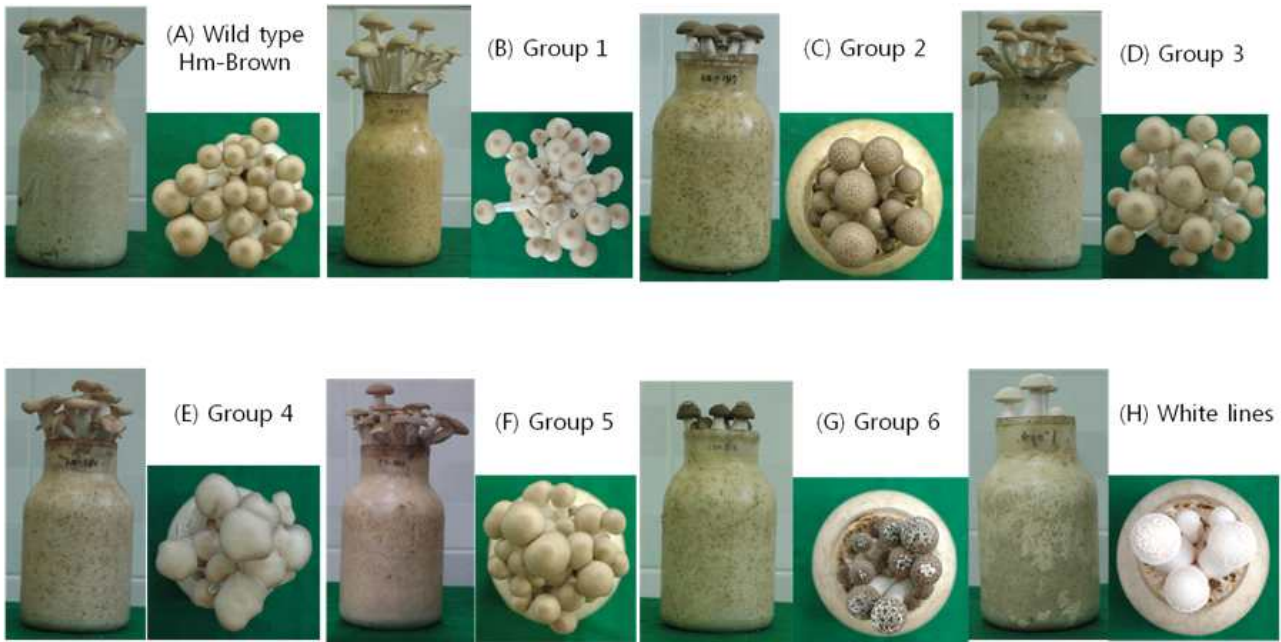 (A) Wild type
Hm-Brown
(B) Group 1
(C) Group 2
(D) Group 3
(E) Group 4
(F) Group 5
(G) Group 6
(H) White lines